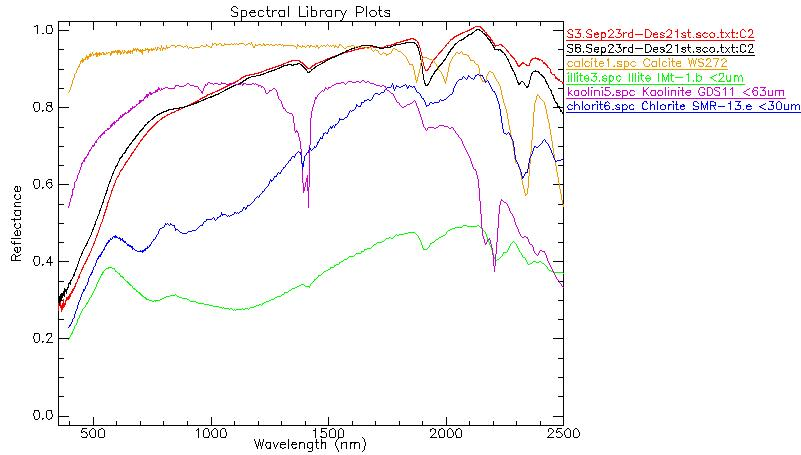 Spectral Library Plots
1.0
0.8
0.6
0.4
0.2
0.0
Reflectance
500 1000 1500 2000 2500
Wavelength (nm)
S3.Sep23rd-Des21st.sco.txt:C2
S8.Sep23rd-Des21st.sco.txt:C2
calcite1.spc Calcite WS272
illite3.spc Illite IMt-1.b <2um
kaolini5.spc Kaolinite GDS11 <63um
chlorit6.spc Chlorite SMR-13.e <30um